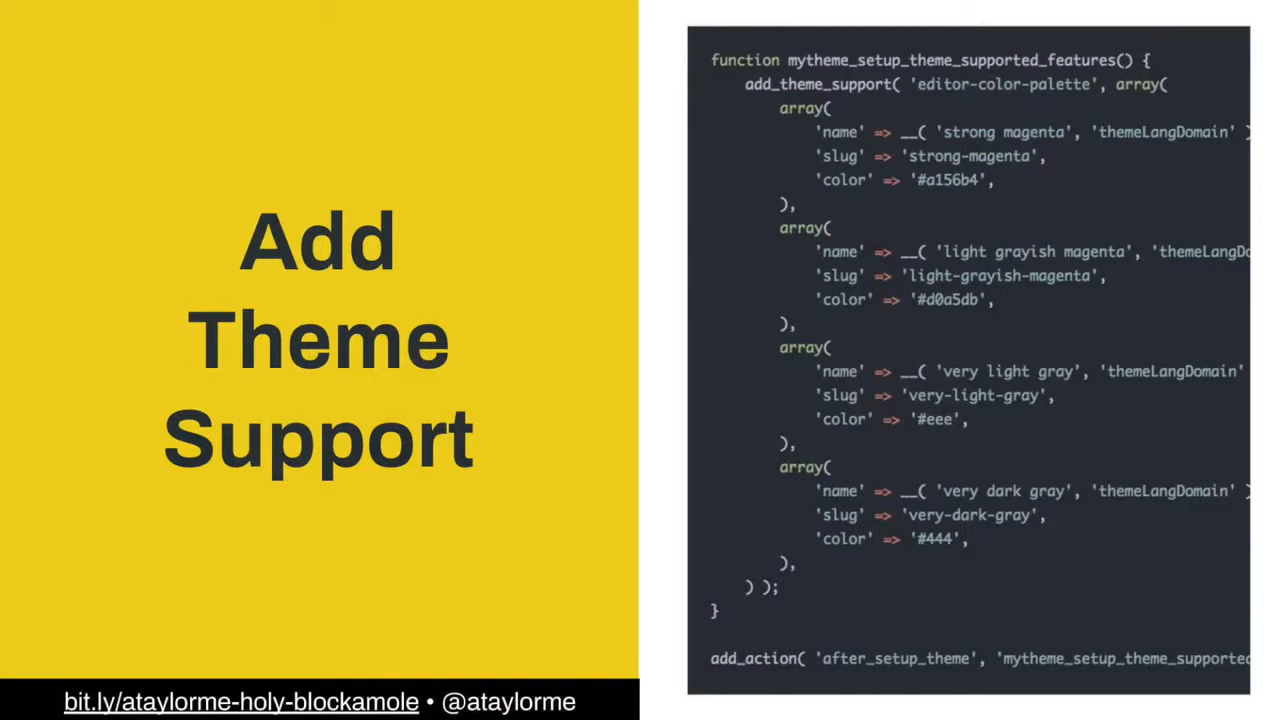 Add
Theme
Support
bit.ly/ataylorme-holy-blockamole • @ataylorme
function mytheme_setup_theme_supported_features() {
    add_theme_support( 'editor-color-palette', array(
        array(
            'name' => __( 'strong magenta', 'themeLangDomain' )
            'slug' => 'strong-magenta',
            'color' => '#a156b4',
        ),
        array(
            'name' => __( 'light grayish magenta', 'themeLangDo
            'slug' => 'light-grayish-magenta',
            'color' => '#d0a5db',
        ),
        array(
            'name' => __( 'very light gray', 'themeLangDomain'
            'slug' => 'very-light-gray',
            'color' => '#eee',
        ),
        array(
            'name' => __( 'very dark gray', 'themeLangDomain' )
            'slug' => 'very-dark-gray',
            'color' => '#444',
        ),
    ) );
}
add_action( 'after_setup_theme', 'mytheme_setup_theme_supported